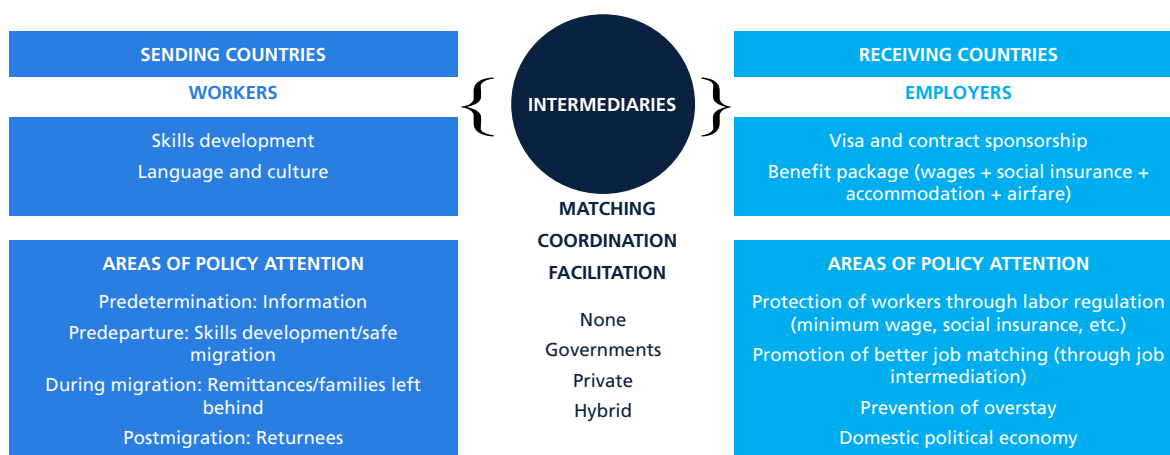 SENDING COUNTRIES
WORKERS
Skills development
Language and culture
AREAS OF POLICY ATTENTION
Predetermination: Information
Predeparture: Skills development/safe
migration
During migration: Remittances/families left
behind
Postmigration: Returnees
INTERMEDIARIES
MATCHING
COORDINATION
FACILITATION
None
Governments
Private
Hybrid
RECEIVING COUNTRIES
EMPLOYERS
Visa and contract sponsorship
Benefit package (wages + social insurance +
accommodation + airfare)
AREAS OF POLICY ATTENTION
Protection of workers through labor regulation
(minimum wage, social insurance, etc.)
Promotion of better job matching (through job
intermediation)
Prevention of overstay
Domestic political economy